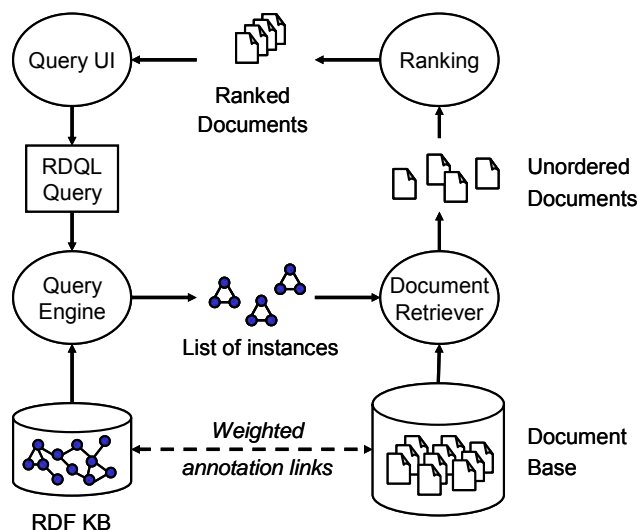 Query UI
Ranked
Documents
Ranking
RDQL
Query
Unordered
Documents
Query
Engine
List of instances
Document
Retriever
Weighted
annotation links
Document
Base
RDF KB